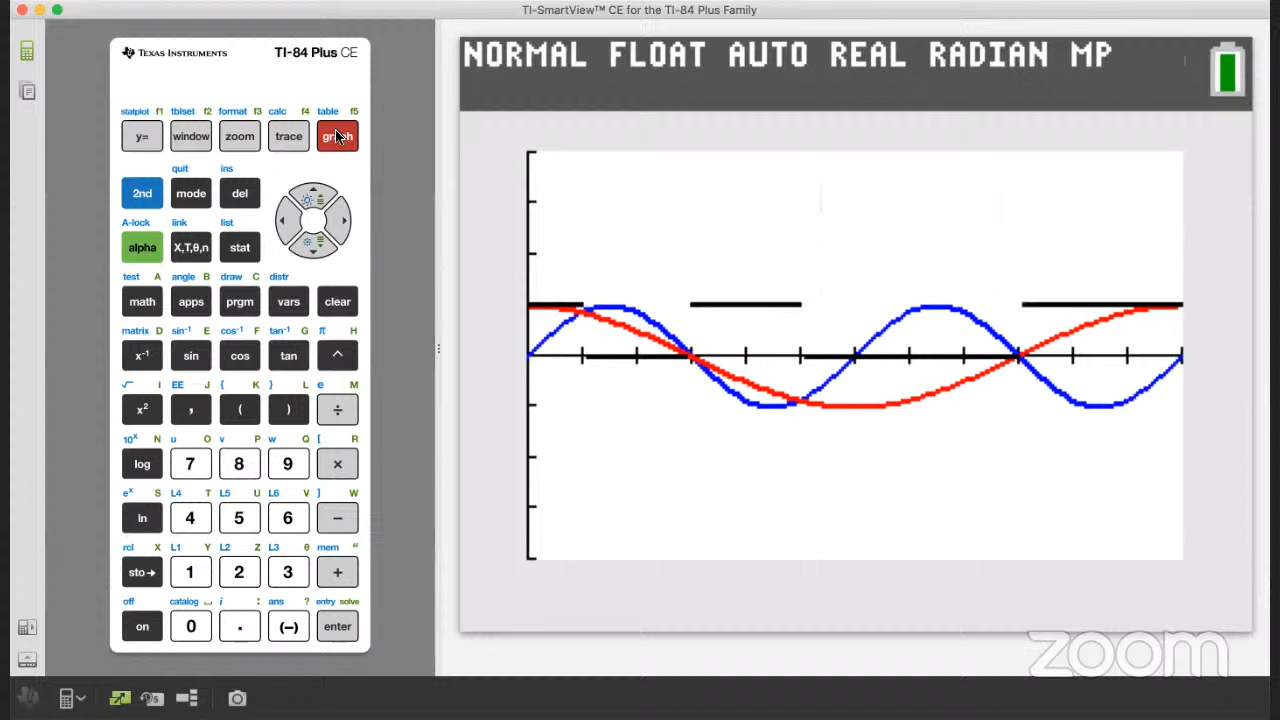 TI-SmartView™ CE for the TI-84 Plus Family
TEXAS INSTRUMENTS TI-84 Plus CE
statplot f1 tblset f2 format f3 calc f4 table f5
y= window zoom trace graph
quit ins
2nd mode del
A-lock link list
alpha X,T,θ,n stat
test A angle B draw C distr
math apps prgm vars clear
matrix D sin⁻¹ E cos⁻¹ F tan⁻¹ G π H
x⁻¹ sin cos tan ^
√ I EE J { K } L e M
x² , ( ) ÷
10ˣ N u O v P w Q [ R
log 7 8 9 ×
eˣ S L4 T L5 U L6 V ] W
ln 4 5 6 −
rcl X L1 Y L2 Z L3 θ mem “
sto→ 1 2 3 +
off catalog ⎵ i : ans ? entry solve
on 0 . (−) enter
NORMAL FLOAT AUTO REAL RADIAN MP
zoom